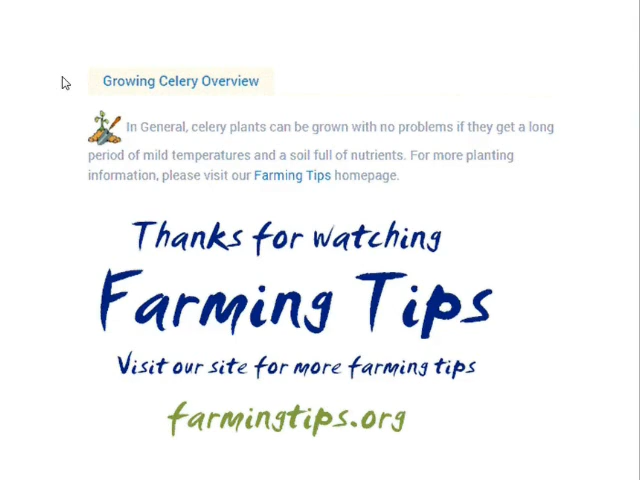 Growing Celery Overview
In General, celery plants can be grown with no problems if they get a long
period of mild temperatures and a soil full of nutrients. For more planting
information, please visit our Farming Tips homepage.
Thanks for watching
Farming Tips
Visit our site for more farming tips
farmingtips.org